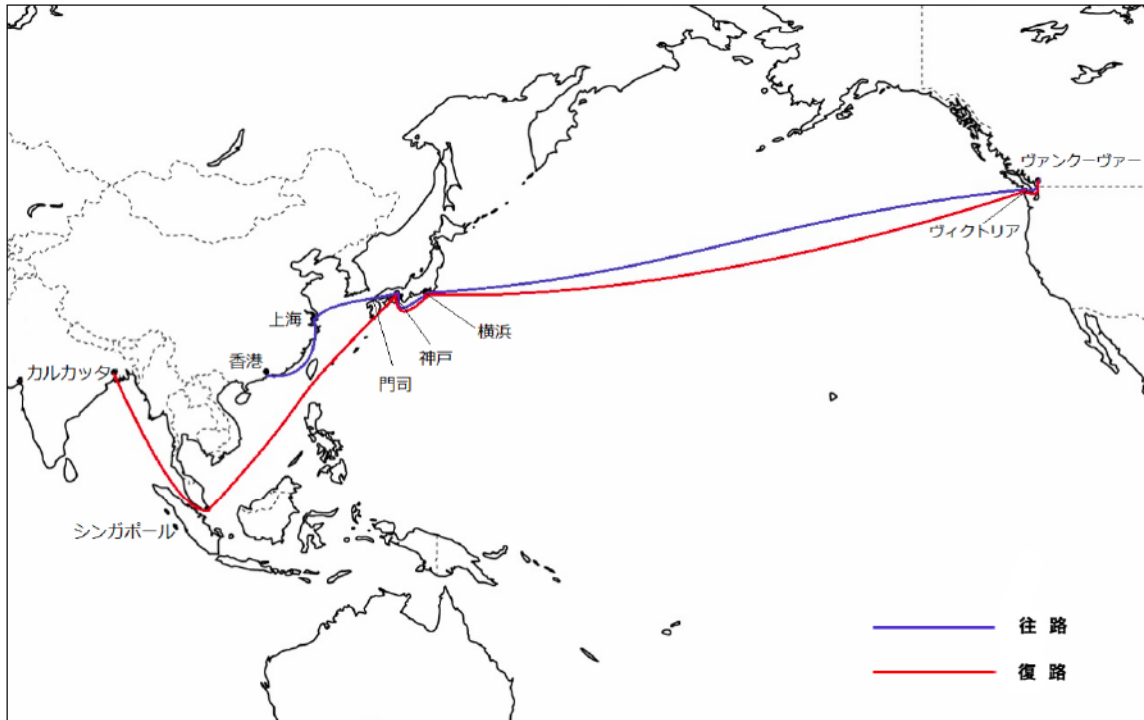 ヴァンクーヴァー
ヴィクトリア
上海
横浜
神戸
香港
カルカッタ
門司
シンガポール
往 路
復 路